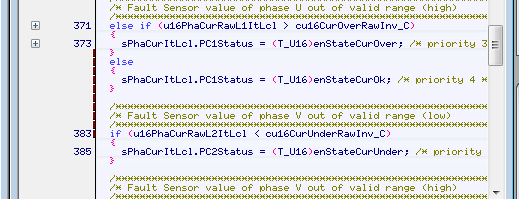 /* Fault Sensor value of phase U out of valid range (high)
371 else if (u16PhaCurRawL1ItLcl > cu16CurOverRawInv_C)
{
373 sPhaCurItLcl.PC1Status = (T_U16)enStateCurOver; /* priority 3
}
else
{
sPhaCurItLcl.PC1Status = (T_U16)enStateCurOk; /* priority 4 *
}
/* Fault Sensor value of phase V out of valid range (low)
383 if (u16PhaCurRawL2ItLcl < cu16CurUnderRawInv_C)
{
385 sPhaCurItLcl.PC2Status = (T_U16)enStateCurUnder; /* priority
}
/* Fault Sensor value of phase V out of valid range (high)